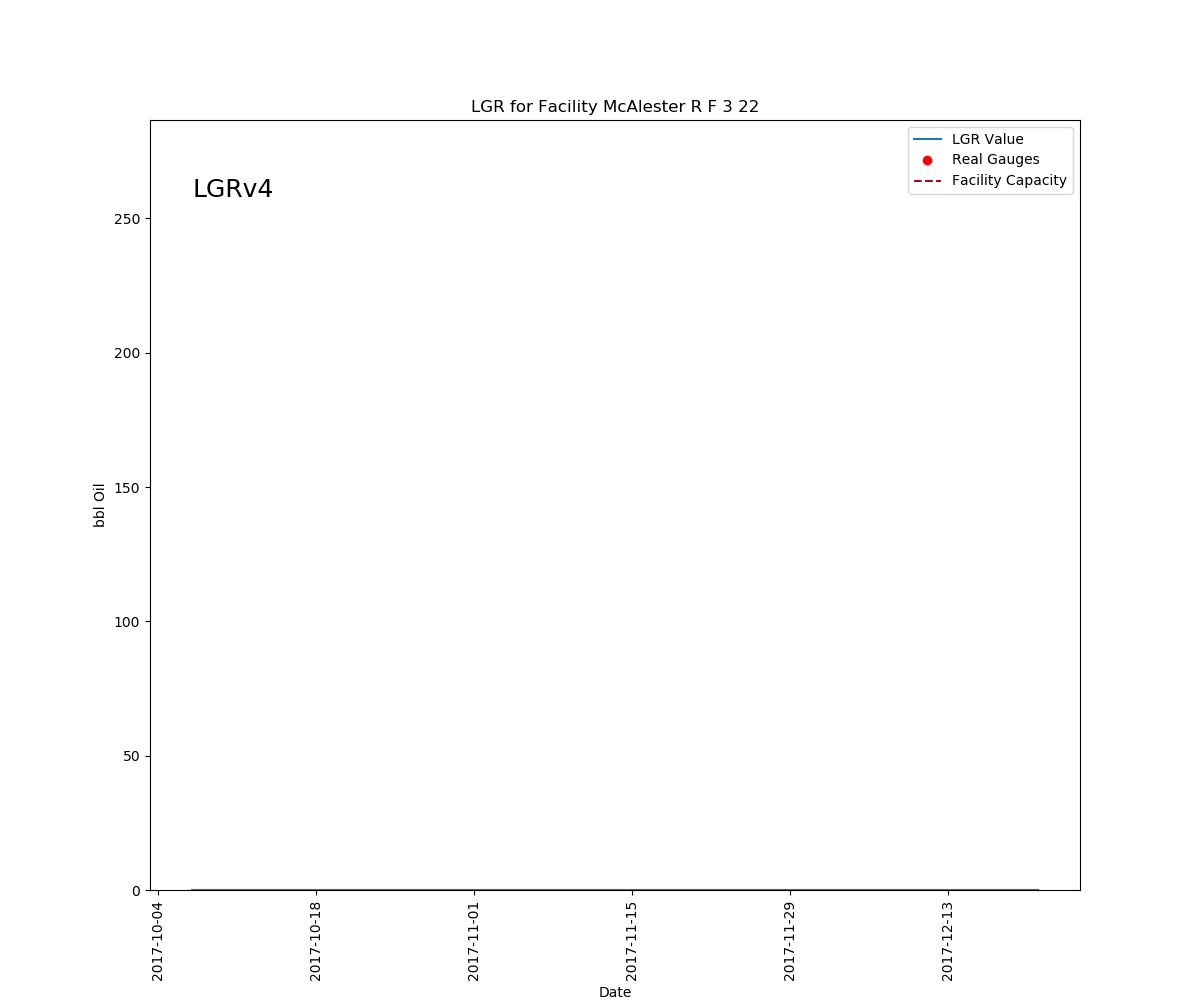 LGR for Facility McAlester R F 3 22
LGR Value
Real Gauges
Facility Capacity
LGRv4
250
200
150
100
50
0
bbl Oil
2017-10-04
2017-10-18
2017-11-01
2017-11-15
2017-11-29
2017-12-13
Date